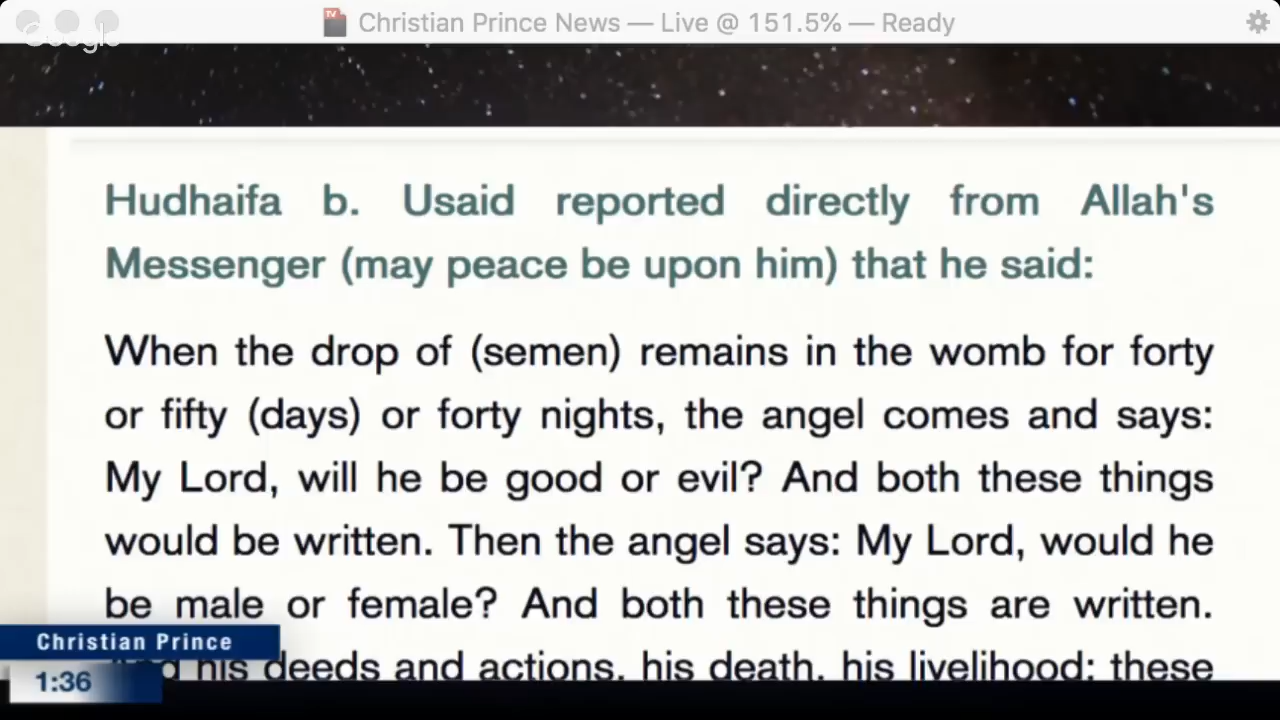 Christian Prince News — Live @ 151.5% — Ready
Google
Hudhaifa b. Usaid reported directly from Allah's
Messenger (may peace be upon him) that he said:
When the drop of (semen) remains in the womb for forty
or fifty (days) or forty nights, the angel comes and says:
My Lord, will he be good or evil? And both these things
would be written. Then the angel says: My Lord, would he
be male or female? And both these things are written.
And his deeds and actions, his death, his livelihood; these
Christian Prince
1:36